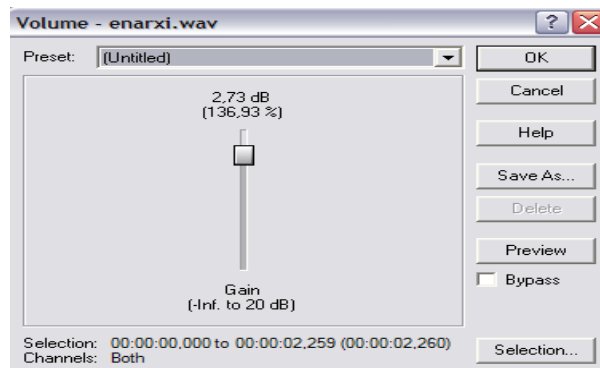 Volume - enarxi.wav
Preset: (Untitled)
OK
Cancel
Help
Save As...
Delete
Preview
Bypass
Selection...
2,73 dB
(136,93 %)
Gain
(-Inf. to 20 dB)
Selection: 00:00:00,000 to 00:00:02,259 (00:00:02,260)
Channels: Both